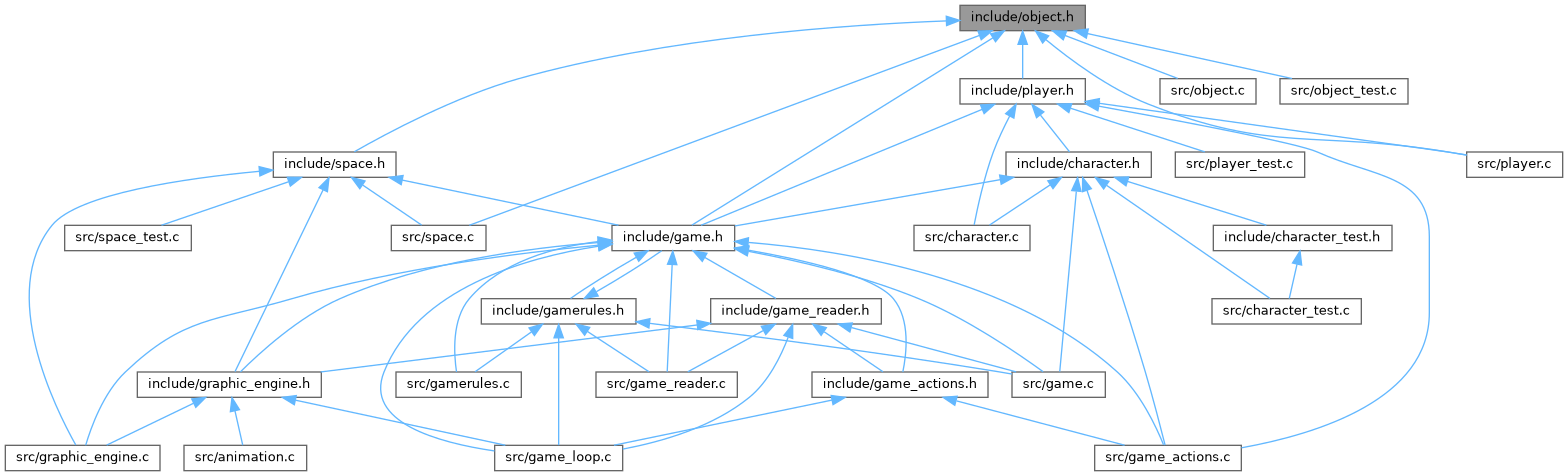 include/object.h
include/player.h
src/object.c
src/object_test.c
include/space.h
include/character.h
src/player_test.c
src/player.c
src/space_test.c
src/space.c
include/game.h
src/character.c
include/character_test.h
include/gamerules.h
include/game_reader.h
src/character_test.c
include/graphic_engine.h
src/gamerules.c
src/game_reader.c
include/game_actions.h
src/game.c
src/graphic_engine.c
src/animation.c
src/game_loop.c
src/game_actions.c